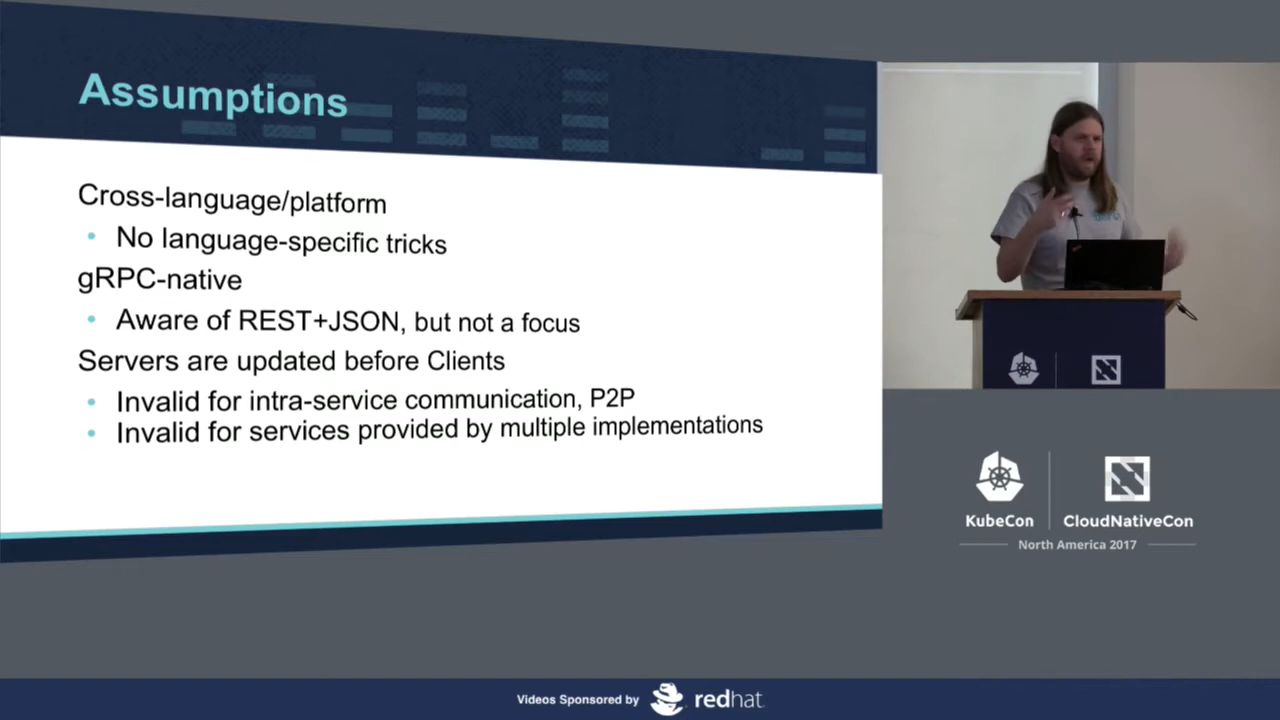 Assumptions
Cross-language/platform
• No language-specific tricks
gRPC-native
• Aware of REST+JSON, but not a focus
Servers are updated before Clients
• Invalid for intra-service communication, P2P
• Invalid for services provided by multiple implementations
KubeCon
CloudNativeCon
North America 2017
Videos Sponsored by
redhat